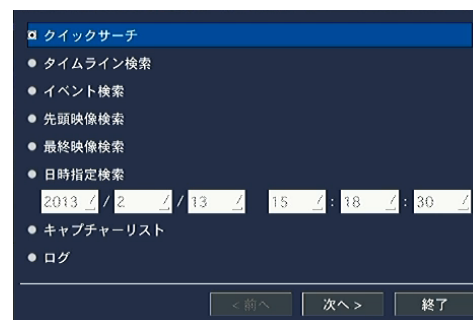 クイックサーチ
タイムライン検索
イベント検索
先頭映像検索
最終映像検索
日時指定検索
2013 / 2 / 13 15 : 18 : 30
キャプチャーリスト
ログ
< 前へ 次へ > 終了